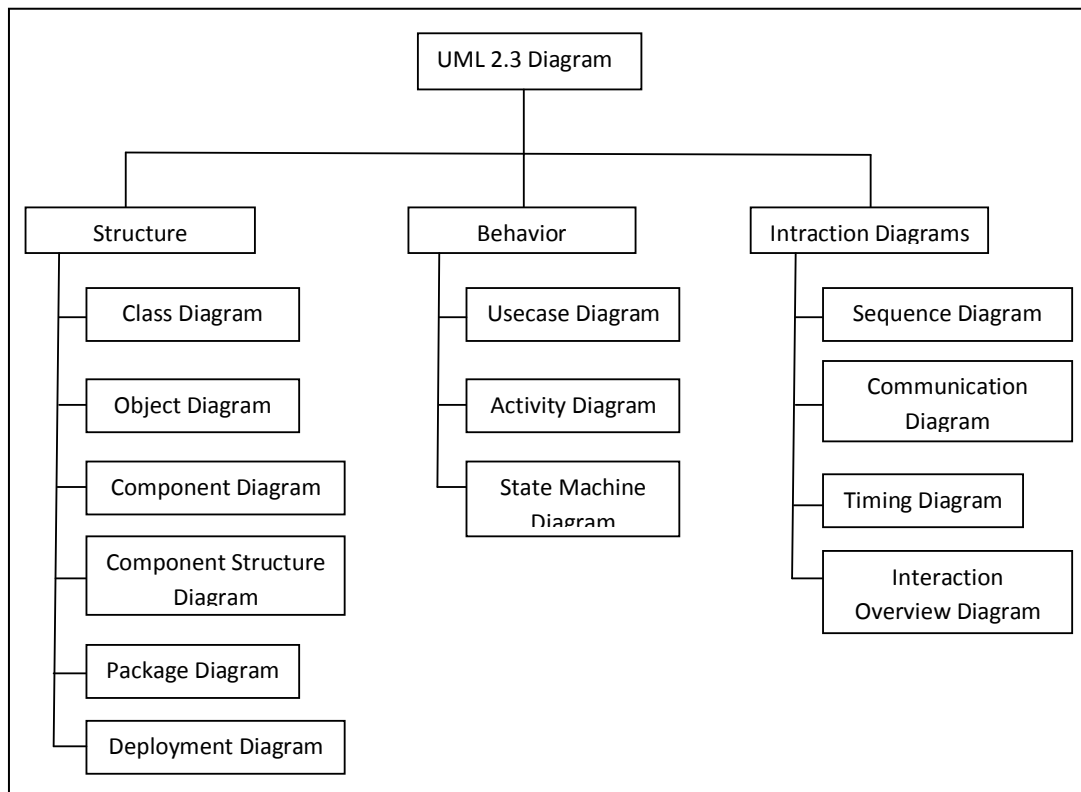 UML 2.3 Diagram
Structure
Behavior
Intraction Diagrams
Class Diagram
Object Diagram
Component Diagram
Component Structure
Diagram
Package Diagram
Deployment Diagram
Usecase Diagram
Activity Diagram
State Machine
Diagram
Sequence Diagram
Communication
Diagram
Timing Diagram
Interaction
Overview Diagram